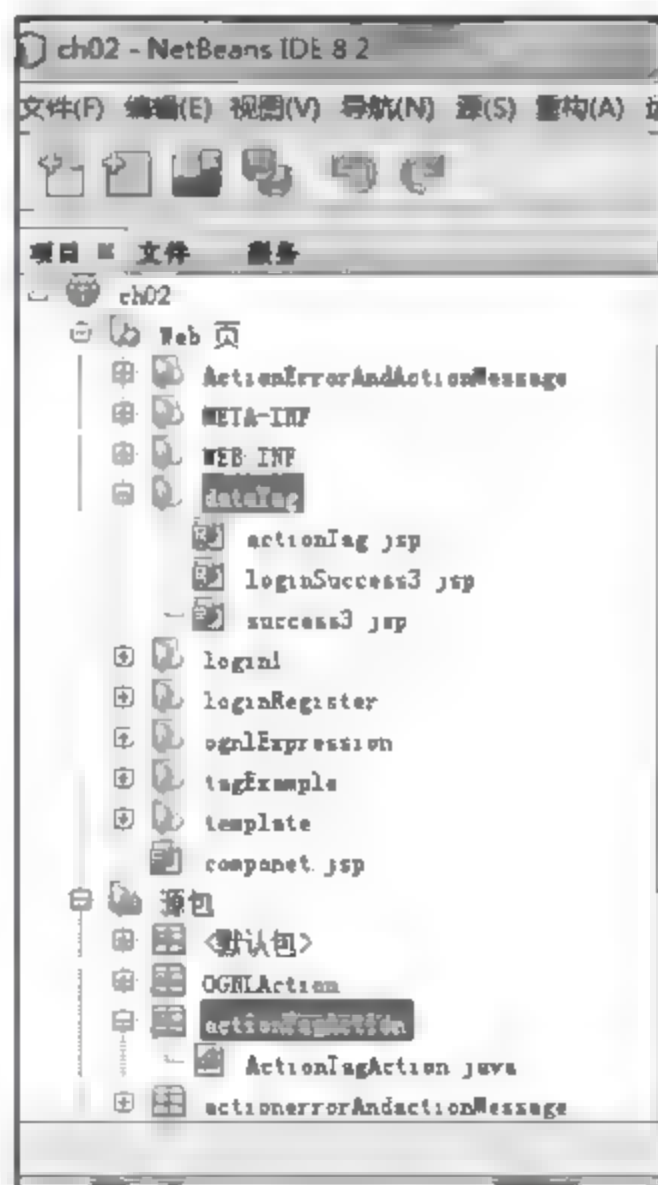 ch02 - NetBeans IDE 8.2
文件(F) 编辑(E) 视图(V) 导航(N) 源(S) 重构(A)
项目 文件 服务
ch02
Web 页
ActionErrorAndActionMessage
META-INF
WEB-INF
dataTag
actionTag.jsp
loginSuccess3.jsp
success3.jsp
login1
loginRegister
ognlExpression
tagExample
template
companet.jsp
源包
<默认包>
OGNLAction
actionTagAction
ActionTagAction.java
actionerrorAndactionMessage